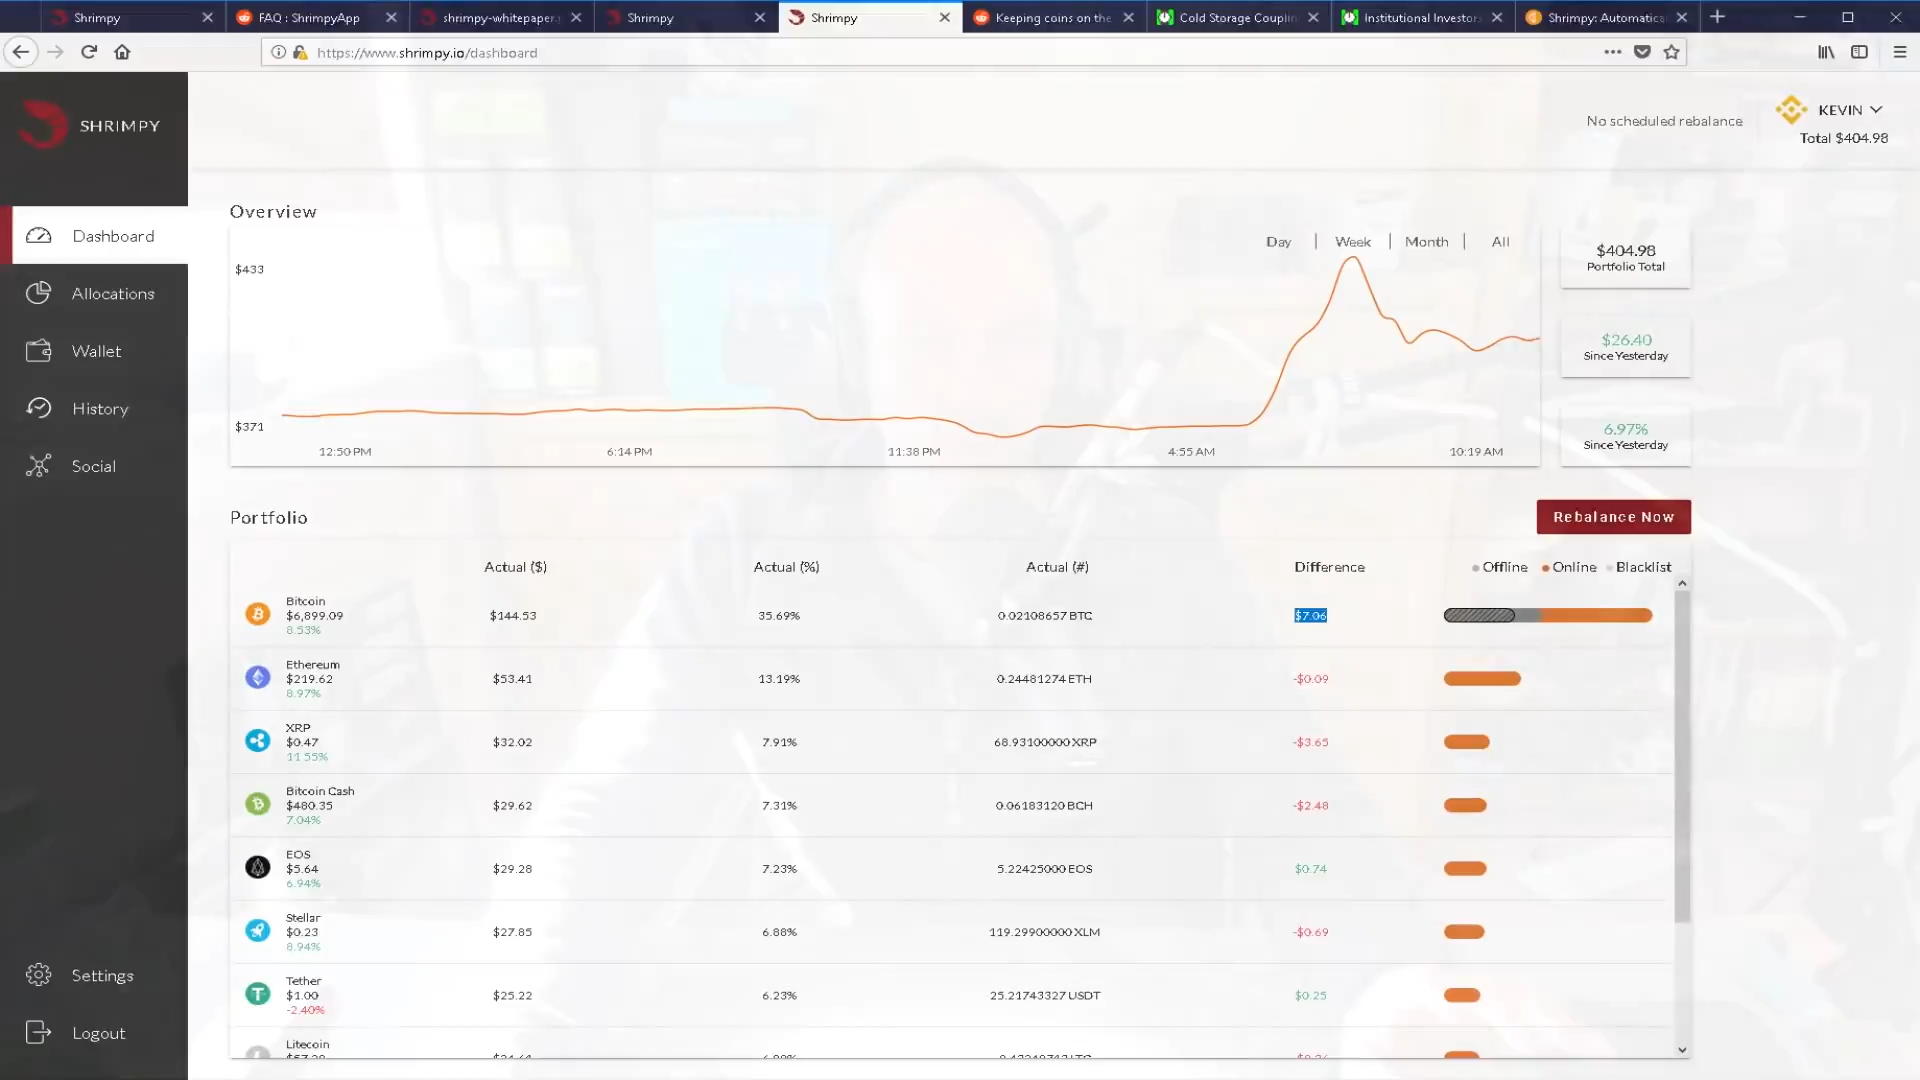 Shrimpy
FAQ : ShrimpyApp
shrimpy-whitepaper.
Shrimpy
Shrimpy
Keeping coins on the
Cold Storage Couplin
Institutional Investor
Shrimpy: Automatica
https://www.shrimpy.io/dashboard
SHRIMPY
No scheduled rebalance
KEVIN
Total $404.98
Dashboard
Allocations
Wallet
History
Social
Settings
Logout
Overview
Day | Week | Month | All
$433
$371
12:50 PM 6:14 PM 11:38 PM 4:55 AM 10:19 AM
$404.98
Portfolio Total
$26.40
Since Yesterday
6.97%
Since Yesterday
Portfolio
Rebalance Now
Actual ($) Actual (%) Actual (#) Difference Offline Online Blacklist
Bitcoin
$6,899.09 $144.53 35.69% 0.02108657 BTC $7.06
8.53%
Ethereum
$219.62 $53.41 13.19% 0.24481274 ETH -$0.09
8.97%
XRP
$0.47 $32.02 7.91% 68.93100000 XRP -$3.65
11.55%
Bitcoin Cash
$480.35 $29.62 7.31% 0.06183120 BCH -$2.48
7.04%
EOS
$5.64 $29.28 7.23% 5.22425000 EOS $0.74
6.94%
Stellar
$0.23 $27.85 6.88% 119.29900000 XLM -$0.69
8.94%
Tether
$1.00 $25.22 6.23% 25.21743327 USDT $0.25
-2.40%
Litecoin